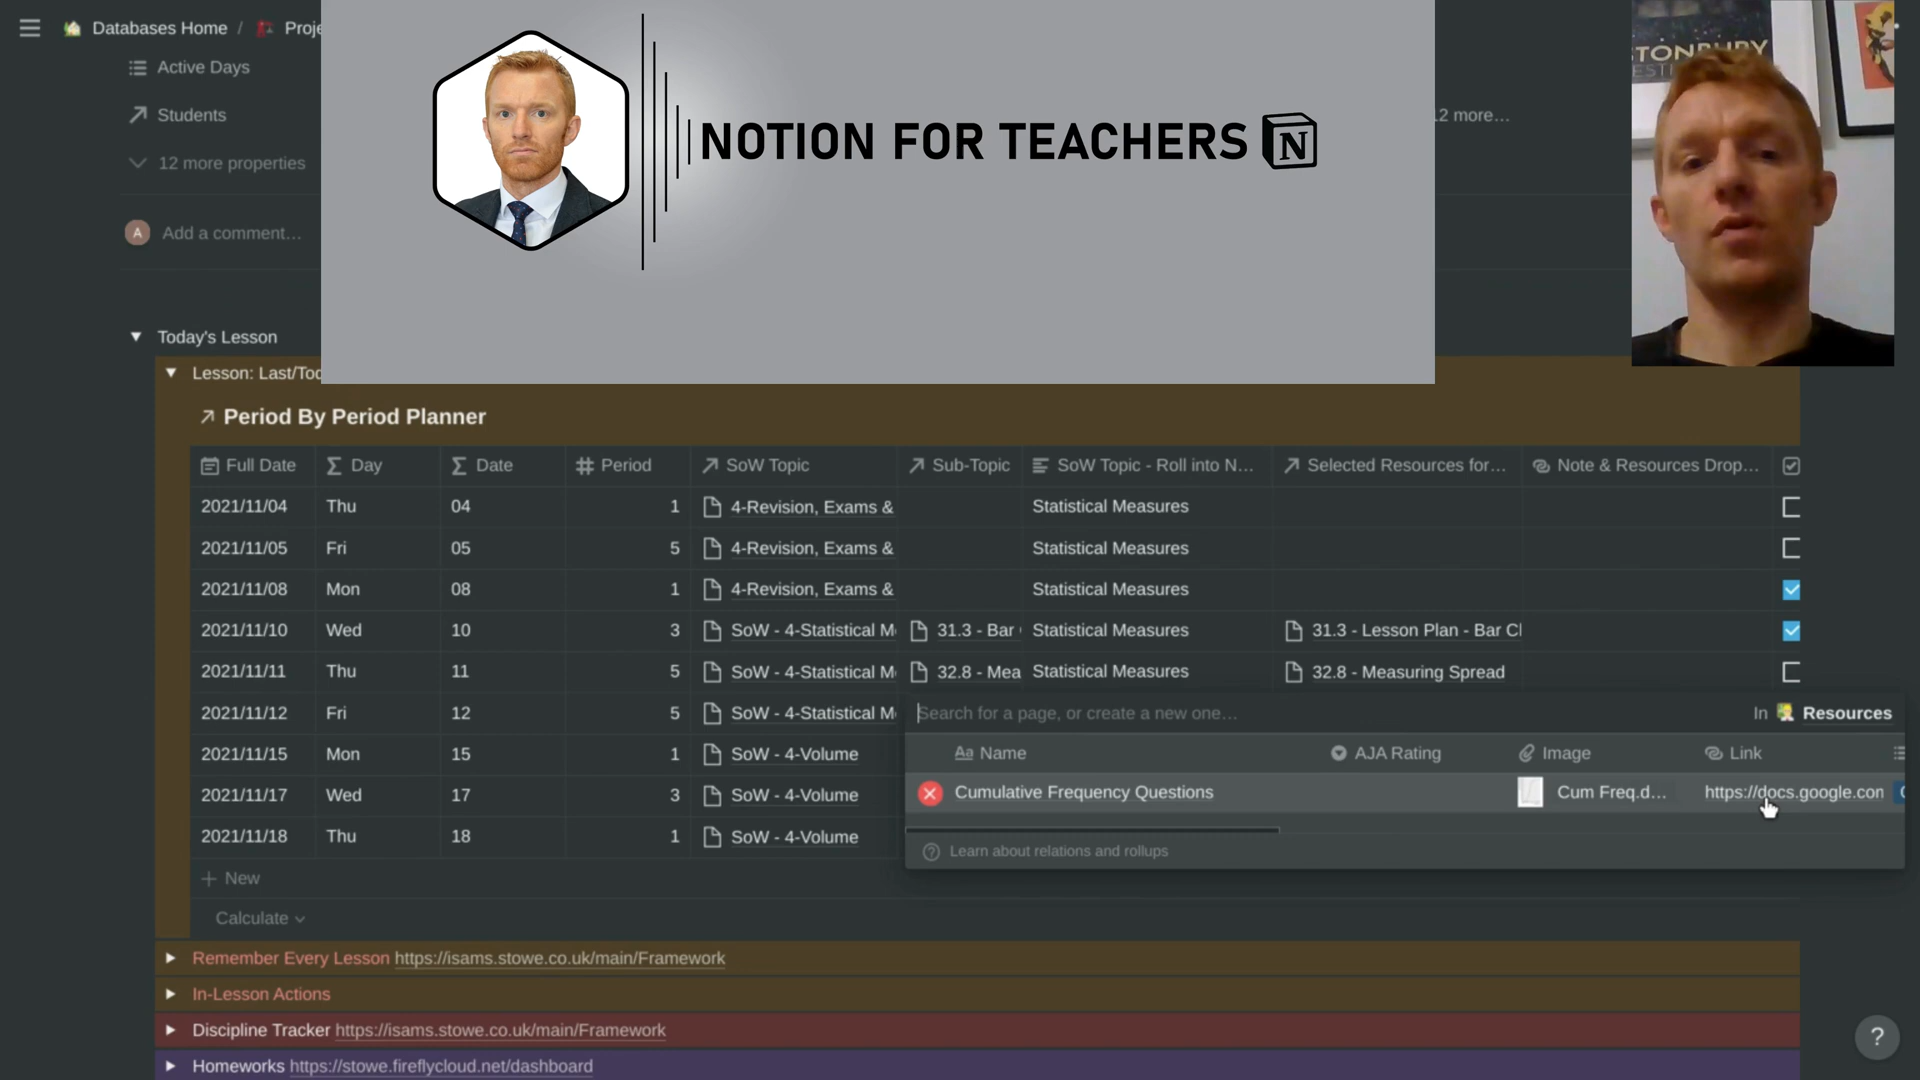 Databases Home / Proje
Active Days
Students
12 more properties
12 more...
A Add a comment...
NOTION FOR TEACHERS N
TONBURY
Today's Lesson
Lesson: Last/Tod
Period By Period Planner
Full Date Day Date Period SoW Topic Sub-Topic SoW Topic - Roll into N... Selected Resources for... Note & Resources Drop...
2021/11/04 Thu 04 1 4-Revision, Exams & Statistical Measures
2021/11/05 Fri 05 5 4-Revision, Exams & Statistical Measures
2021/11/08 Mon 08 1 4-Revision, Exams & Statistical Measures
2021/11/10 Wed 10 3 SoW - 4-Statistical M 31.3 - Bar Statistical Measures 31.3 - Lesson Plan - Bar Cl
2021/11/11 Thu 11 5 SoW - 4-Statistical M 32.8 - Mea Statistical Measures 32.8 - Measuring Spread
2021/11/12 Fri 12 5 SoW - 4-Statistical M Search for a page, or create a new one... In Resources
2021/11/15 Mon 15 1 SoW - 4-Volume Aa Name AJA Rating Image Link
2021/11/17 Wed 17 3 SoW - 4-Volume Cumulative Frequency Questions Cum Freq.d... https://docs.google.con
2021/11/18 Thu 18 1 SoW - 4-Volume
Learn about relations and rollups
+ New
Calculate
Remember Every Lesson https://isams.stowe.co.uk/main/Framework
In-Lesson Actions
Discipline Tracker https://isams.stowe.co.uk/main/Framework
Homeworks https://stowe.fireflycloud.net/dashboard
?